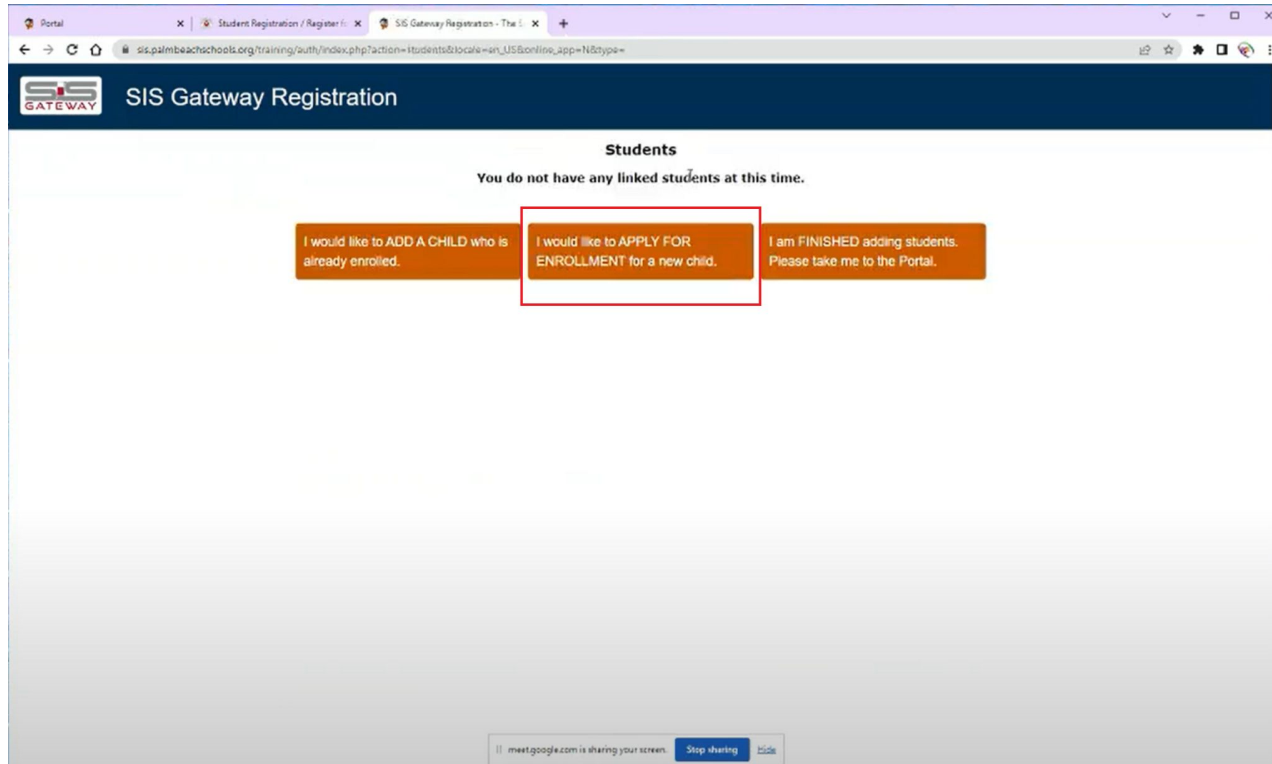 Portal
Student Registration / Register fo
SIS Gateway Registration - The S
sis.palmbeachschools.org/training/auth/index.php?action=students&locale=en_US&online_app=N&type=
SIS
GATEWAY
SIS Gateway Registration
Students
You do not have any linked students at this time.
I would like to ADD A CHILD who is
already enrolled.
I would like to APPLY FOR
ENROLLMENT for a new child.
I am FINISHED adding students.
Please take me to the Portal.
meet.google.com is sharing your screen.
Stop sharing
Hide